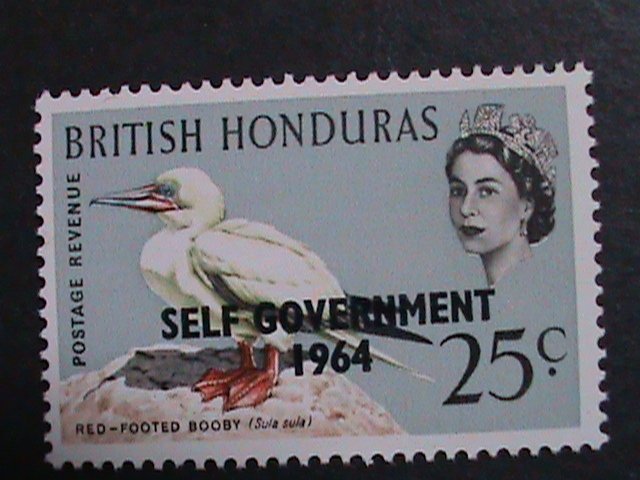 BRITISH HONDURAS
POSTAGE REVENUE
SELF GOVERNMENT
1964
25c.
RED-FOOTED BOOBY (Sula sula)